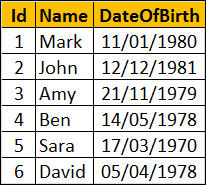 Id Name DateOfBirth
1 Mark 11/01/1980
2 John 12/12/1981
3 Amy 21/11/1979
4 Ben 14/05/1978
5 Sara 17/03/1970
6 David 05/04/1978